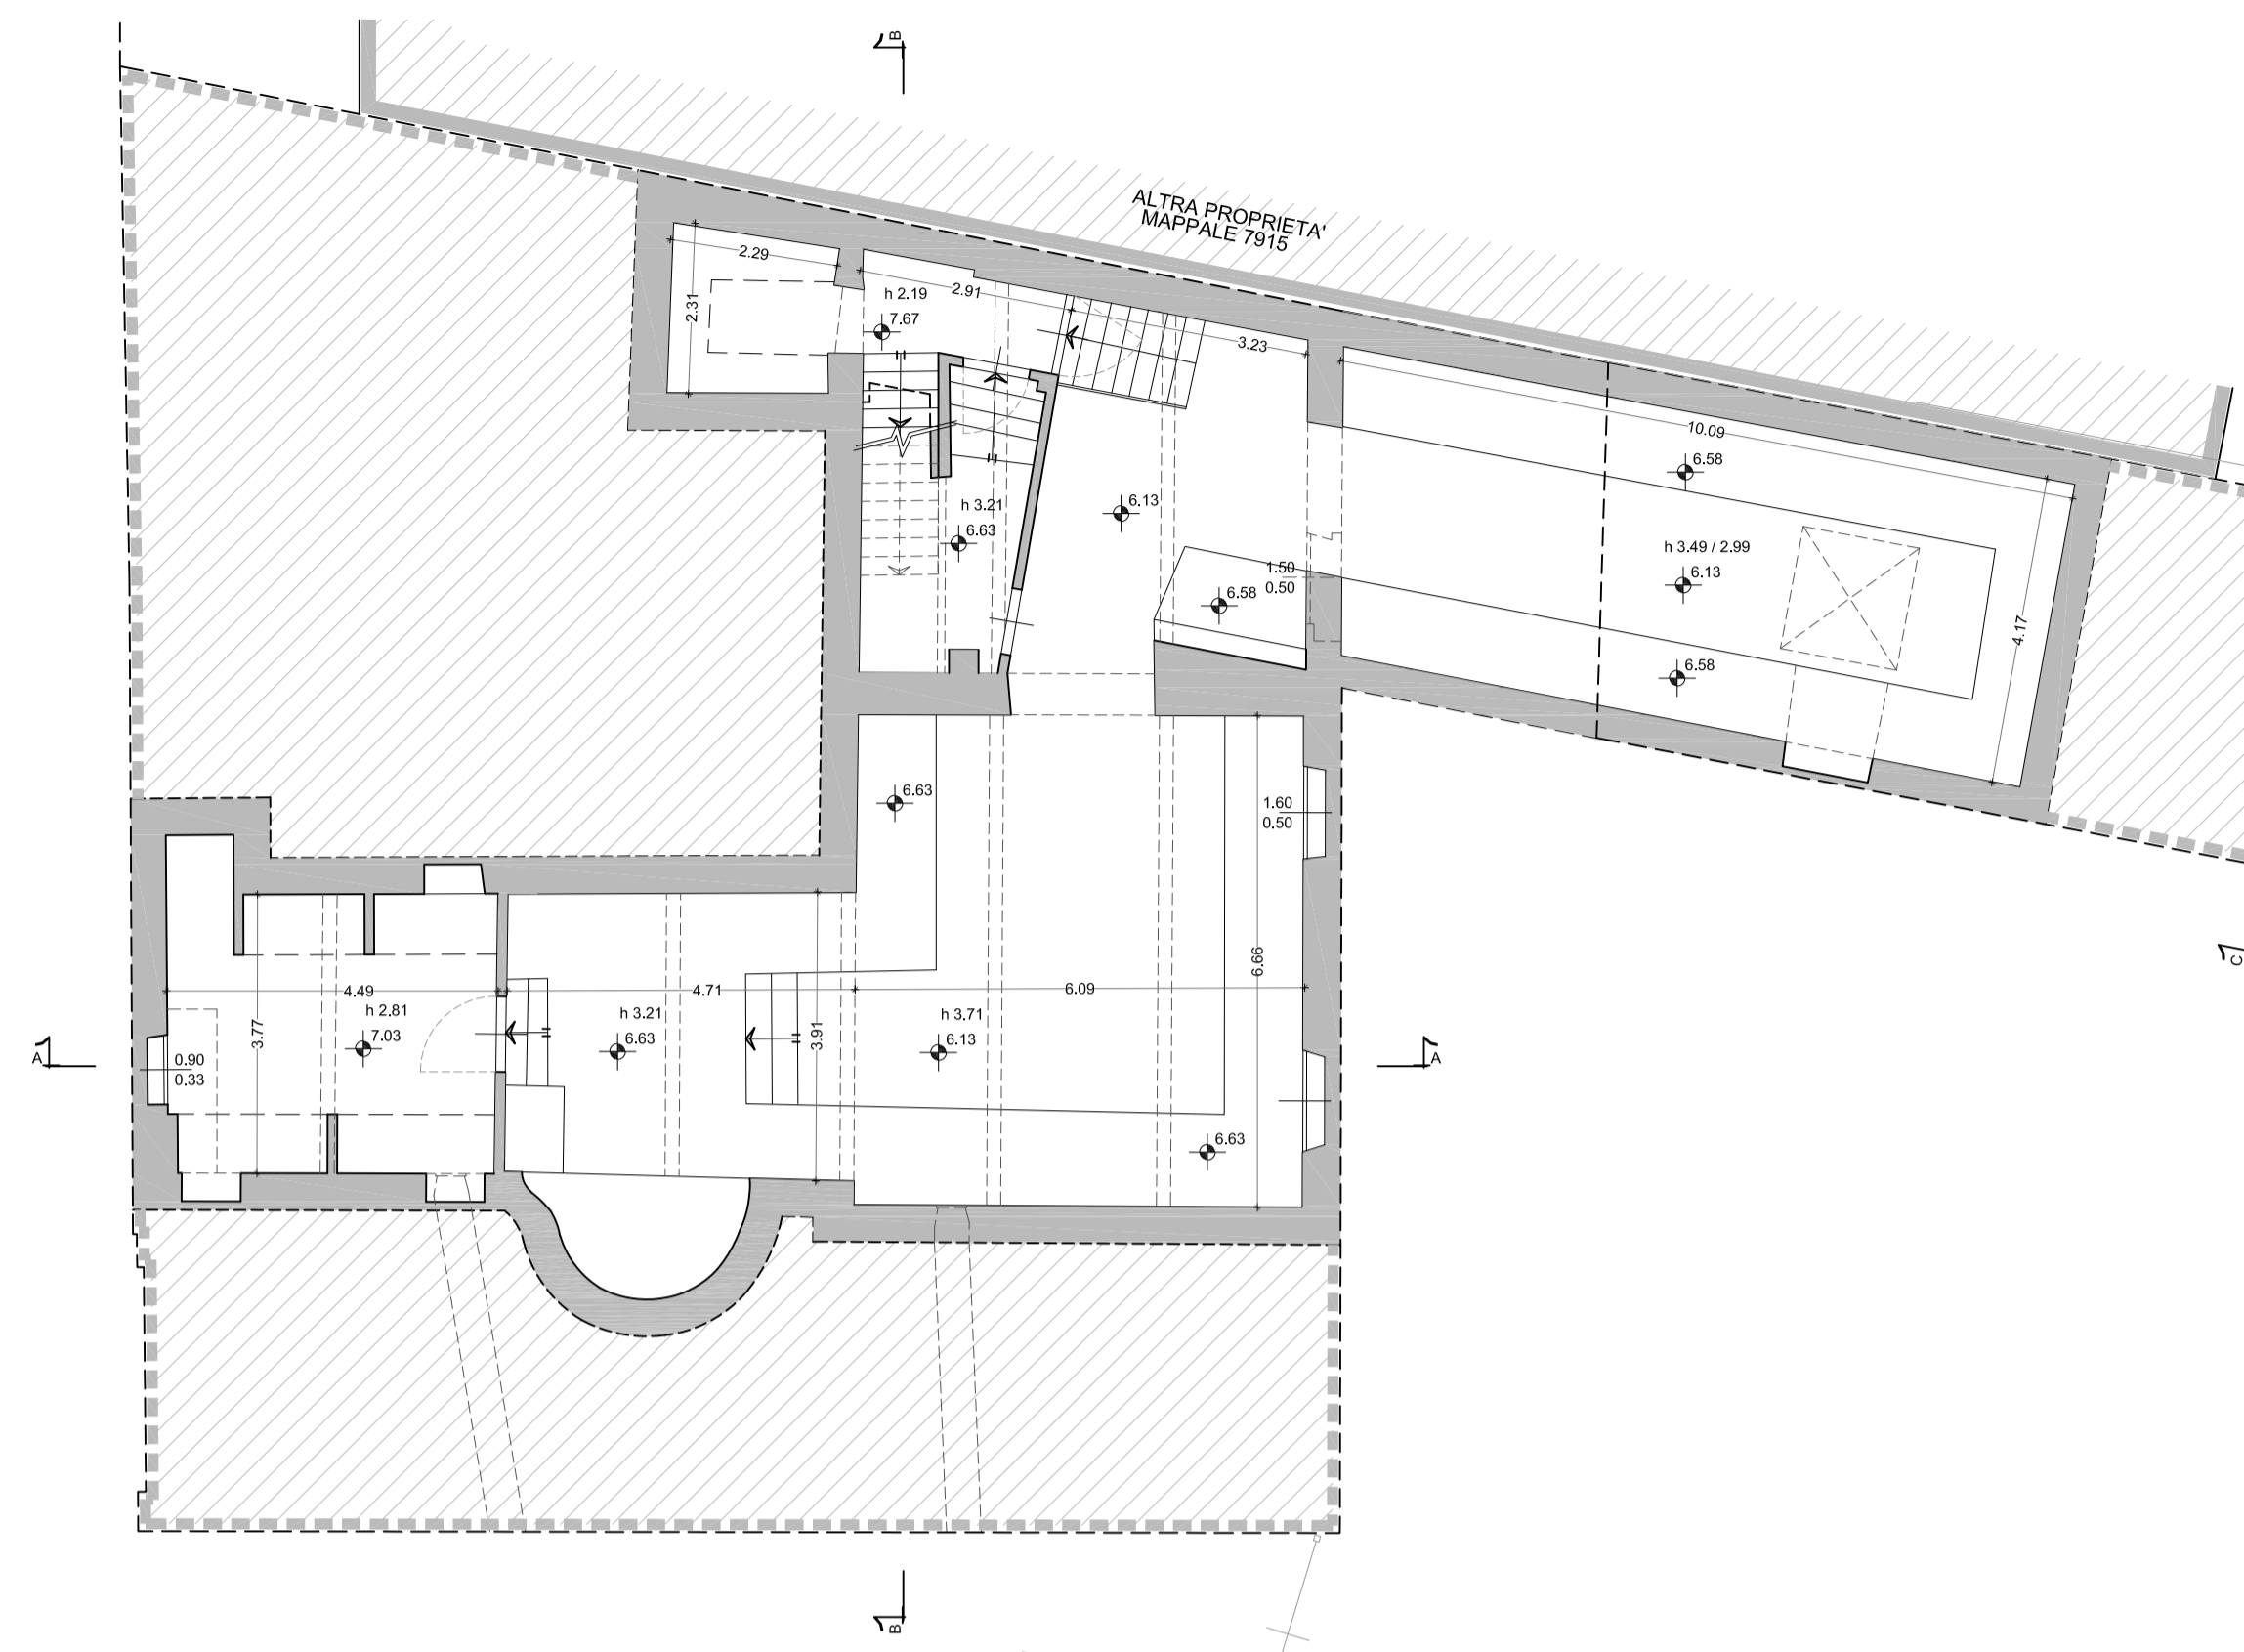 B
ALTRA PROPRIETA'
MAPPALE 7915
2.29
2.31
h 2.19
2.91
7.67
3.23
10.09
6.58
h 3.21
6.63
6.13
h 3.49 / 2.99
6.13
1.50
0.50
6.58
4.17
6.58
6.63
1.60
0.50
6.66
C
4.49
4.71
6.09
h 2.81
7.03
3.77
h 3.21
6.63
3.91
h 3.71
6.13
A
0.90
0.33
A
6.63
B